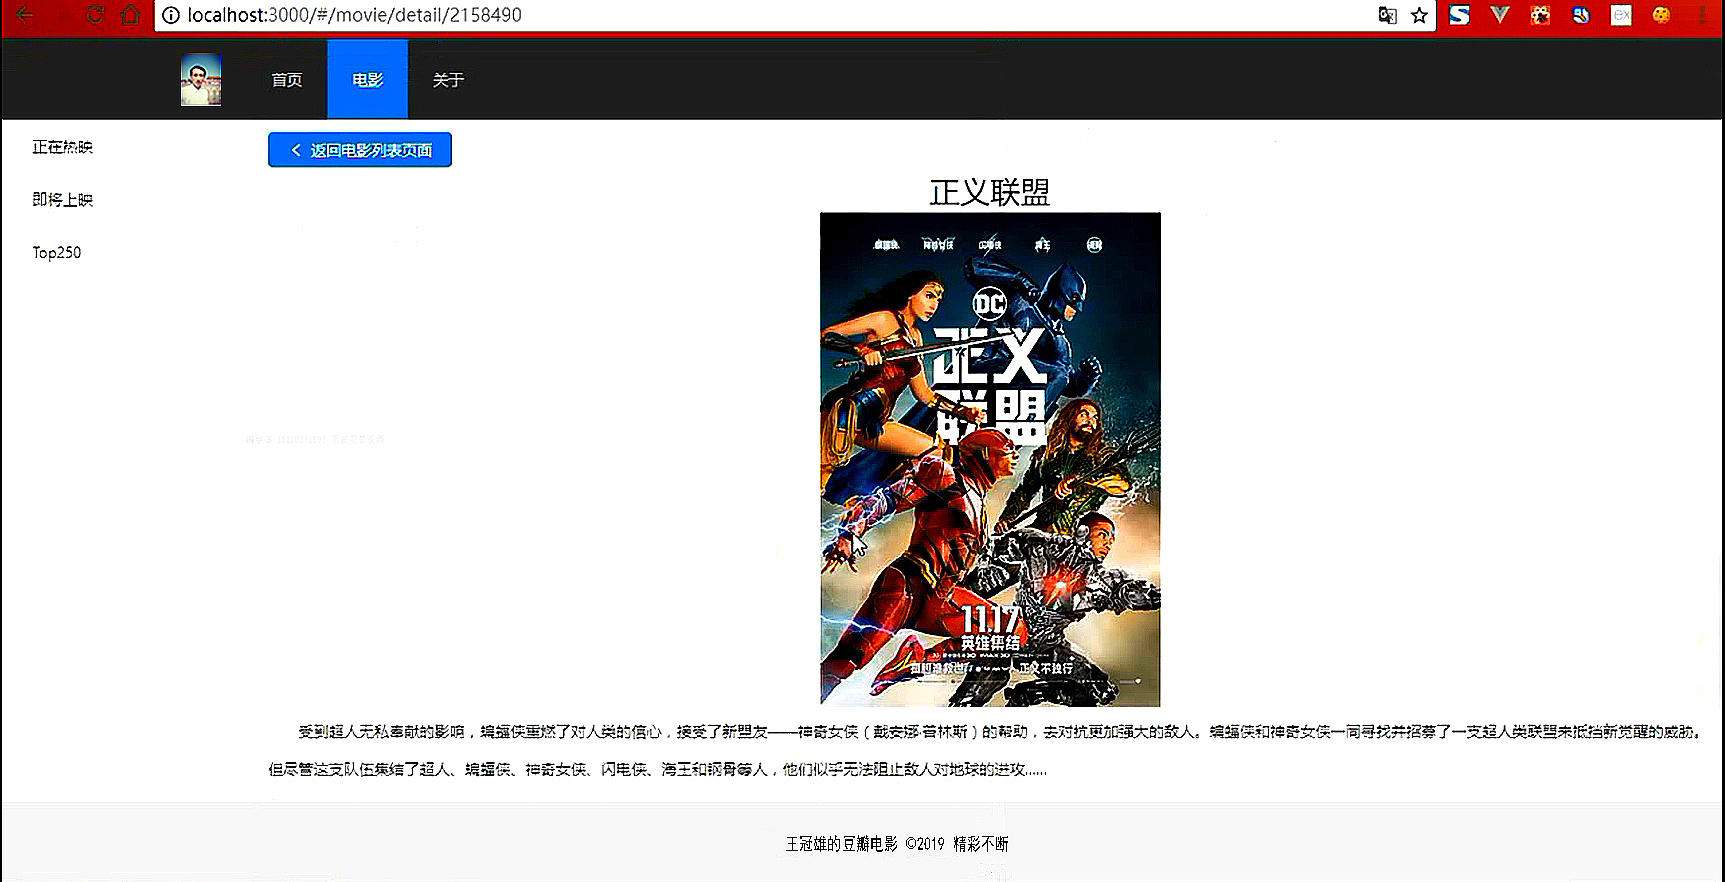 localhost:3000/#/movie/detail/2158490
首页
电影
关于
正在热映
即将上映
Top250
返回电影列表页面
正义联盟
DC
正义
联盟
11.17
英雄集结
正义不独行
受到超人无私奉献的影响，蝙蝠侠重燃了对人类的信心，接受了新盟友——神奇女侠（戴安娜·普林斯）的帮助，去对抗更加强大的敌人。蝙蝠侠和神奇女侠一同寻找并招募了一支超人类联盟来抵挡新觉醒的威胁。
但尽管这支队伍集结了超人、蝙蝠侠、神奇女侠、闪电侠、海王和钢骨等人，他们似乎无法阻止敌人对地球的进攻......
王冠雄的豆瓣电影 ©2019 精彩不断